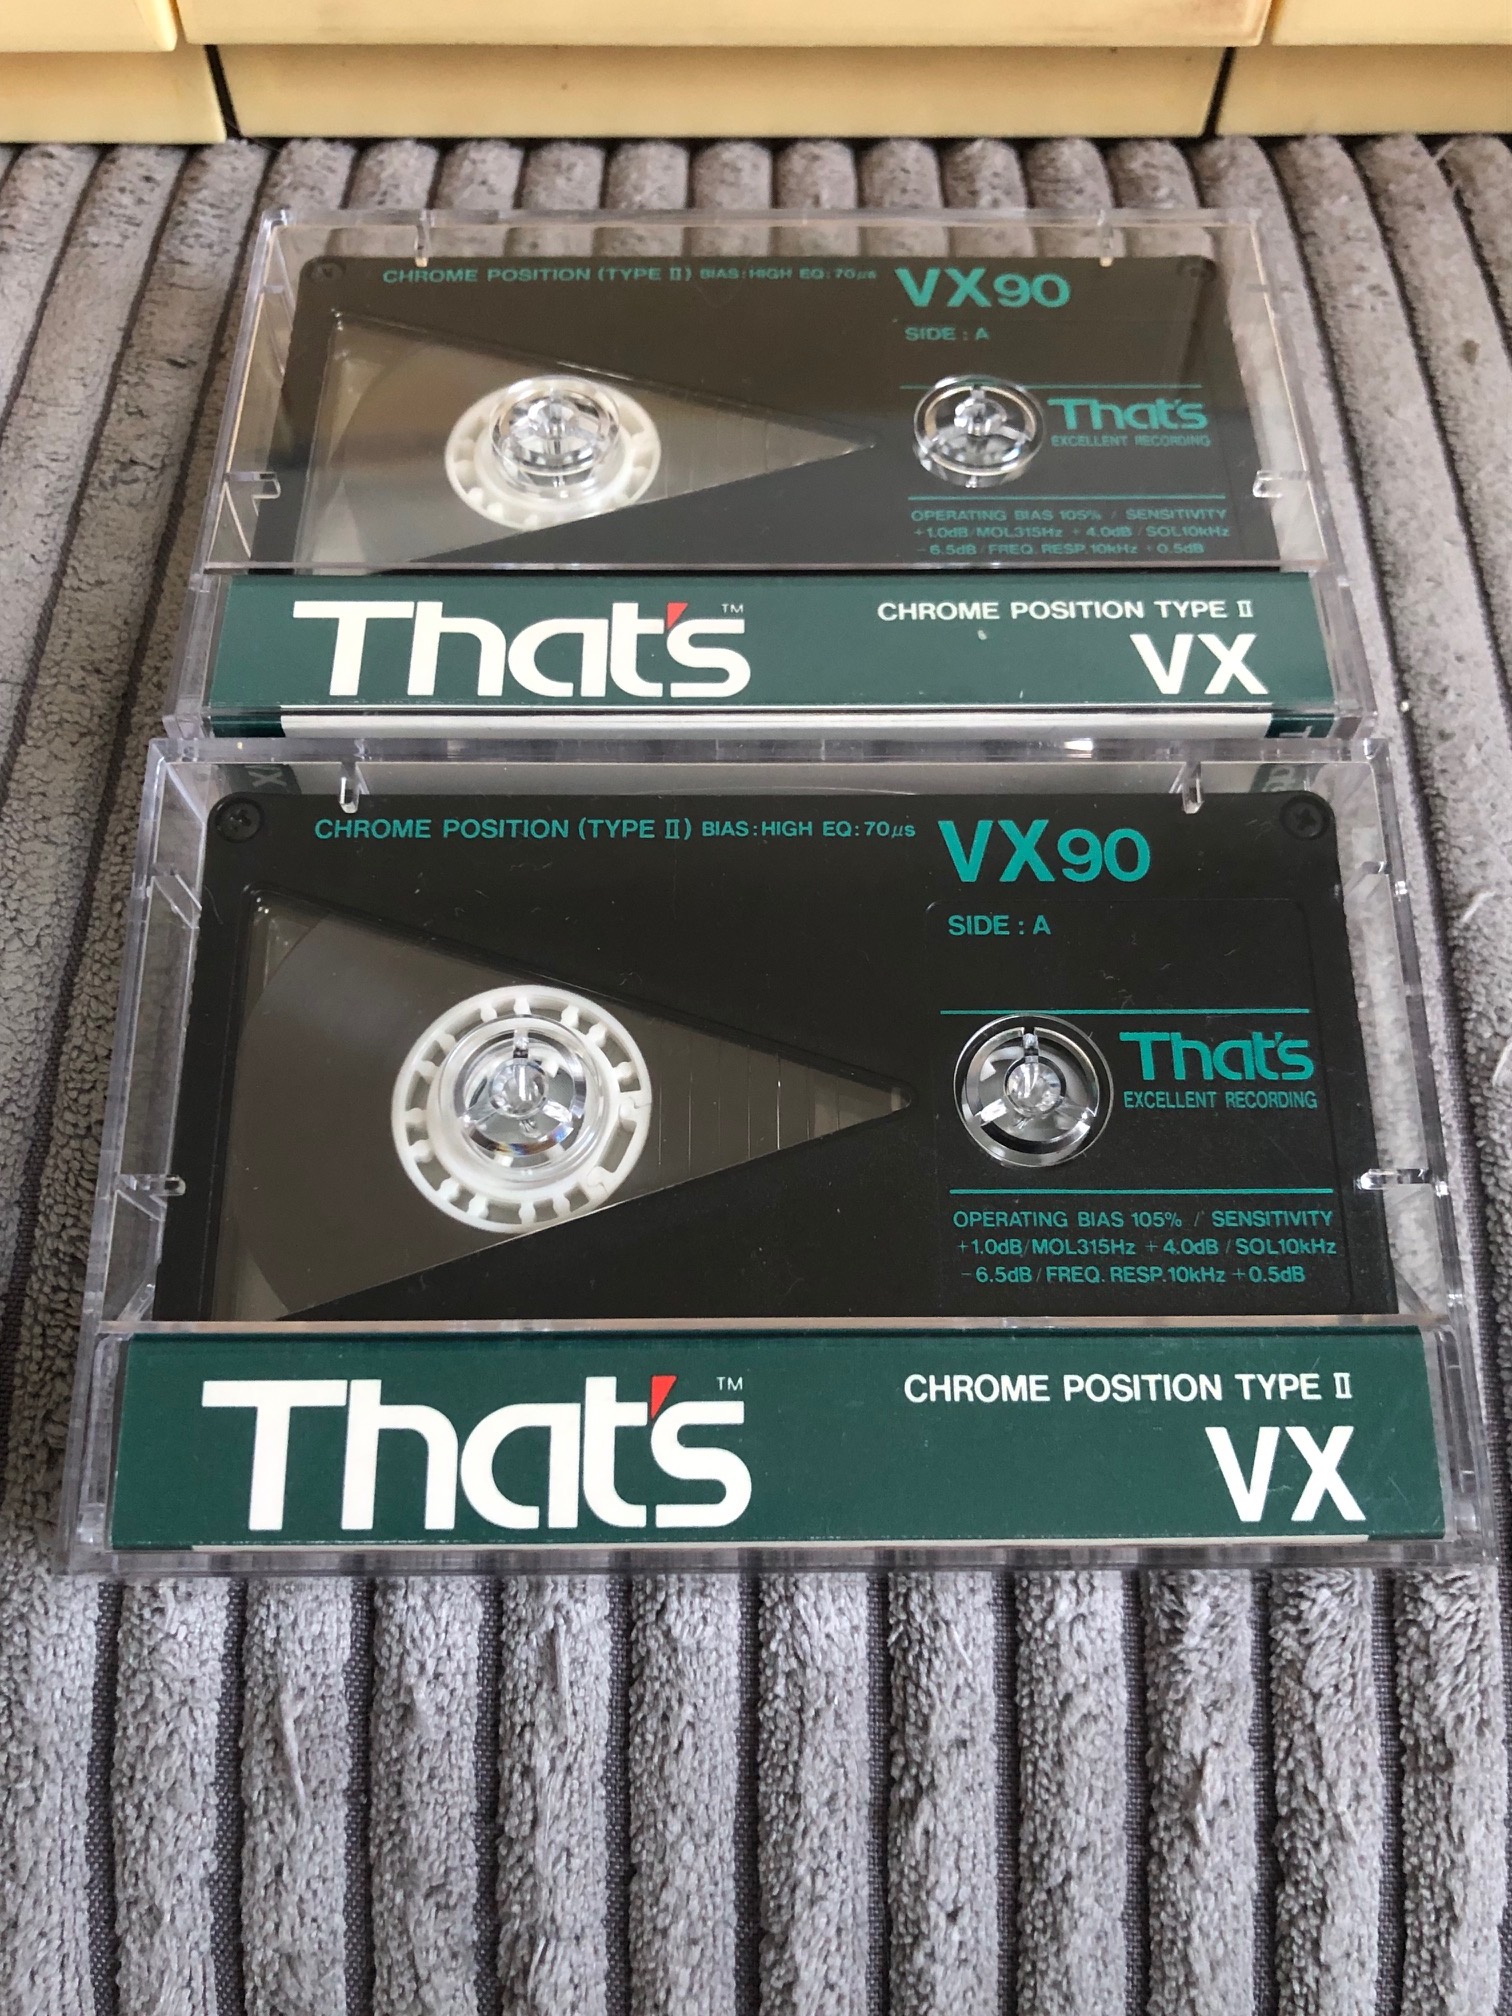 CHROME POSITION (TYPE II) BIAS:HIGH EQ:70μs
VX90
SIDE : A
That's
EXCELLENT RECORDING
OPERATING BIAS 105% / SENSITIVITY
+1.0dB/MOL315Hz +4.0dB/SOL10kHz
-6.5dB/FREQ. RESP.10kHz +0.5dB
That's™
CHROME POSITION TYPE II
VX
VX
CHROME POSITION (TYPE II) BIAS:HIGH EQ:70μs
VX90
SIDE : A
That's
EXCELLENT RECORDING
OPERATING BIAS 105% / SENSITIVITY
+1.0dB/MOL315Hz +4.0dB/SOL10kHz
-6.5dB/FREQ. RESP.10kHz +0.5dB
That's™
CHROME POSITION TYPE II
VX